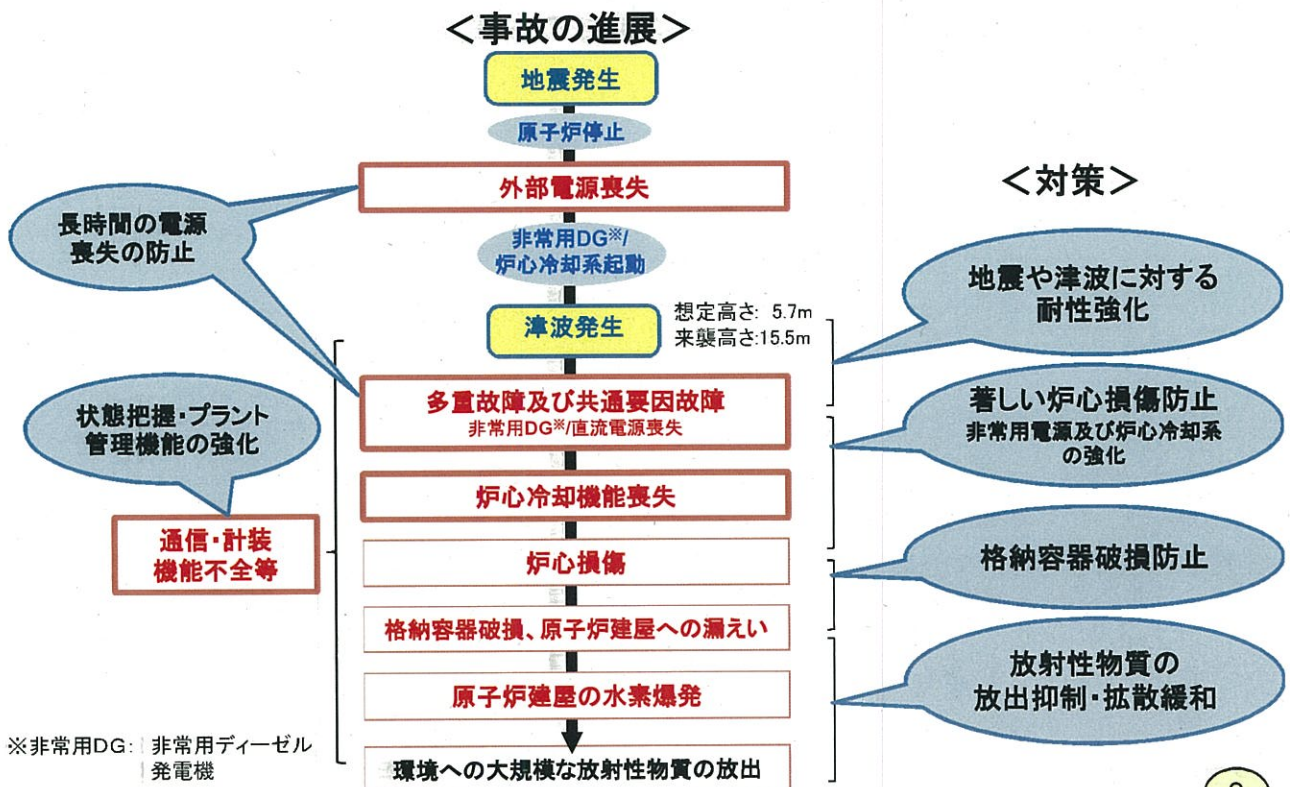 ＜事故の進展＞
地震発生
原子炉停止
外部電源喪失
非常用DG※/
炉心冷却系起動
津波発生
想定高さ: 5.7m
来襲高さ:15.5m
多重故障及び共通要因故障
非常用DG※/直流電源喪失
炉心冷却機能喪失
炉心損傷
格納容器破損、原子炉建屋への漏えい
原子炉建屋の水素爆発
環境への大規模な放射性物質の放出
長時間の電源
喪失の防止
状態把握・プラント
管理機能の強化
通信・計装
機能不全等
※非常用DG: 非常用ディーゼル
発電機
＜対策＞
地震や津波に対する
耐性強化
著しい炉心損傷防止
非常用電源及び炉心冷却系
の強化
格納容器破損防止
放射性物質の
放出抑制・拡散緩和